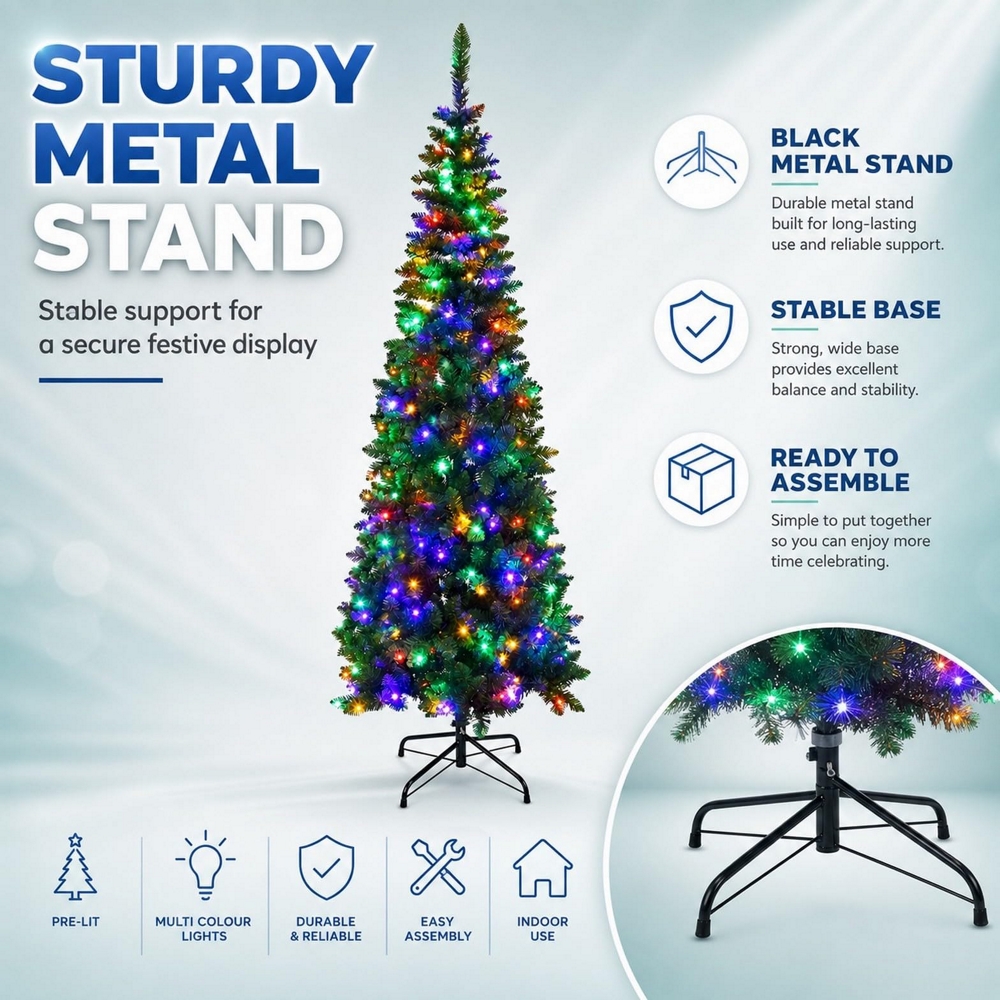 STURDY
METAL
STAND
Stable support for
a secure festive display
BLACK
METAL STAND
Durable metal stand
built for long-lasting
use and reliable support.
STABLE BASE
Strong, wide base
provides excellent
balance and stability.
READY TO
ASSEMBLE
Simple to put together
so you can enjoy more
time celebrating.
PRE-LIT
MULTI COLOUR
LIGHTS
DURABLE
& RELIABLE
EASY
ASSEMBLY
INDOOR
USE